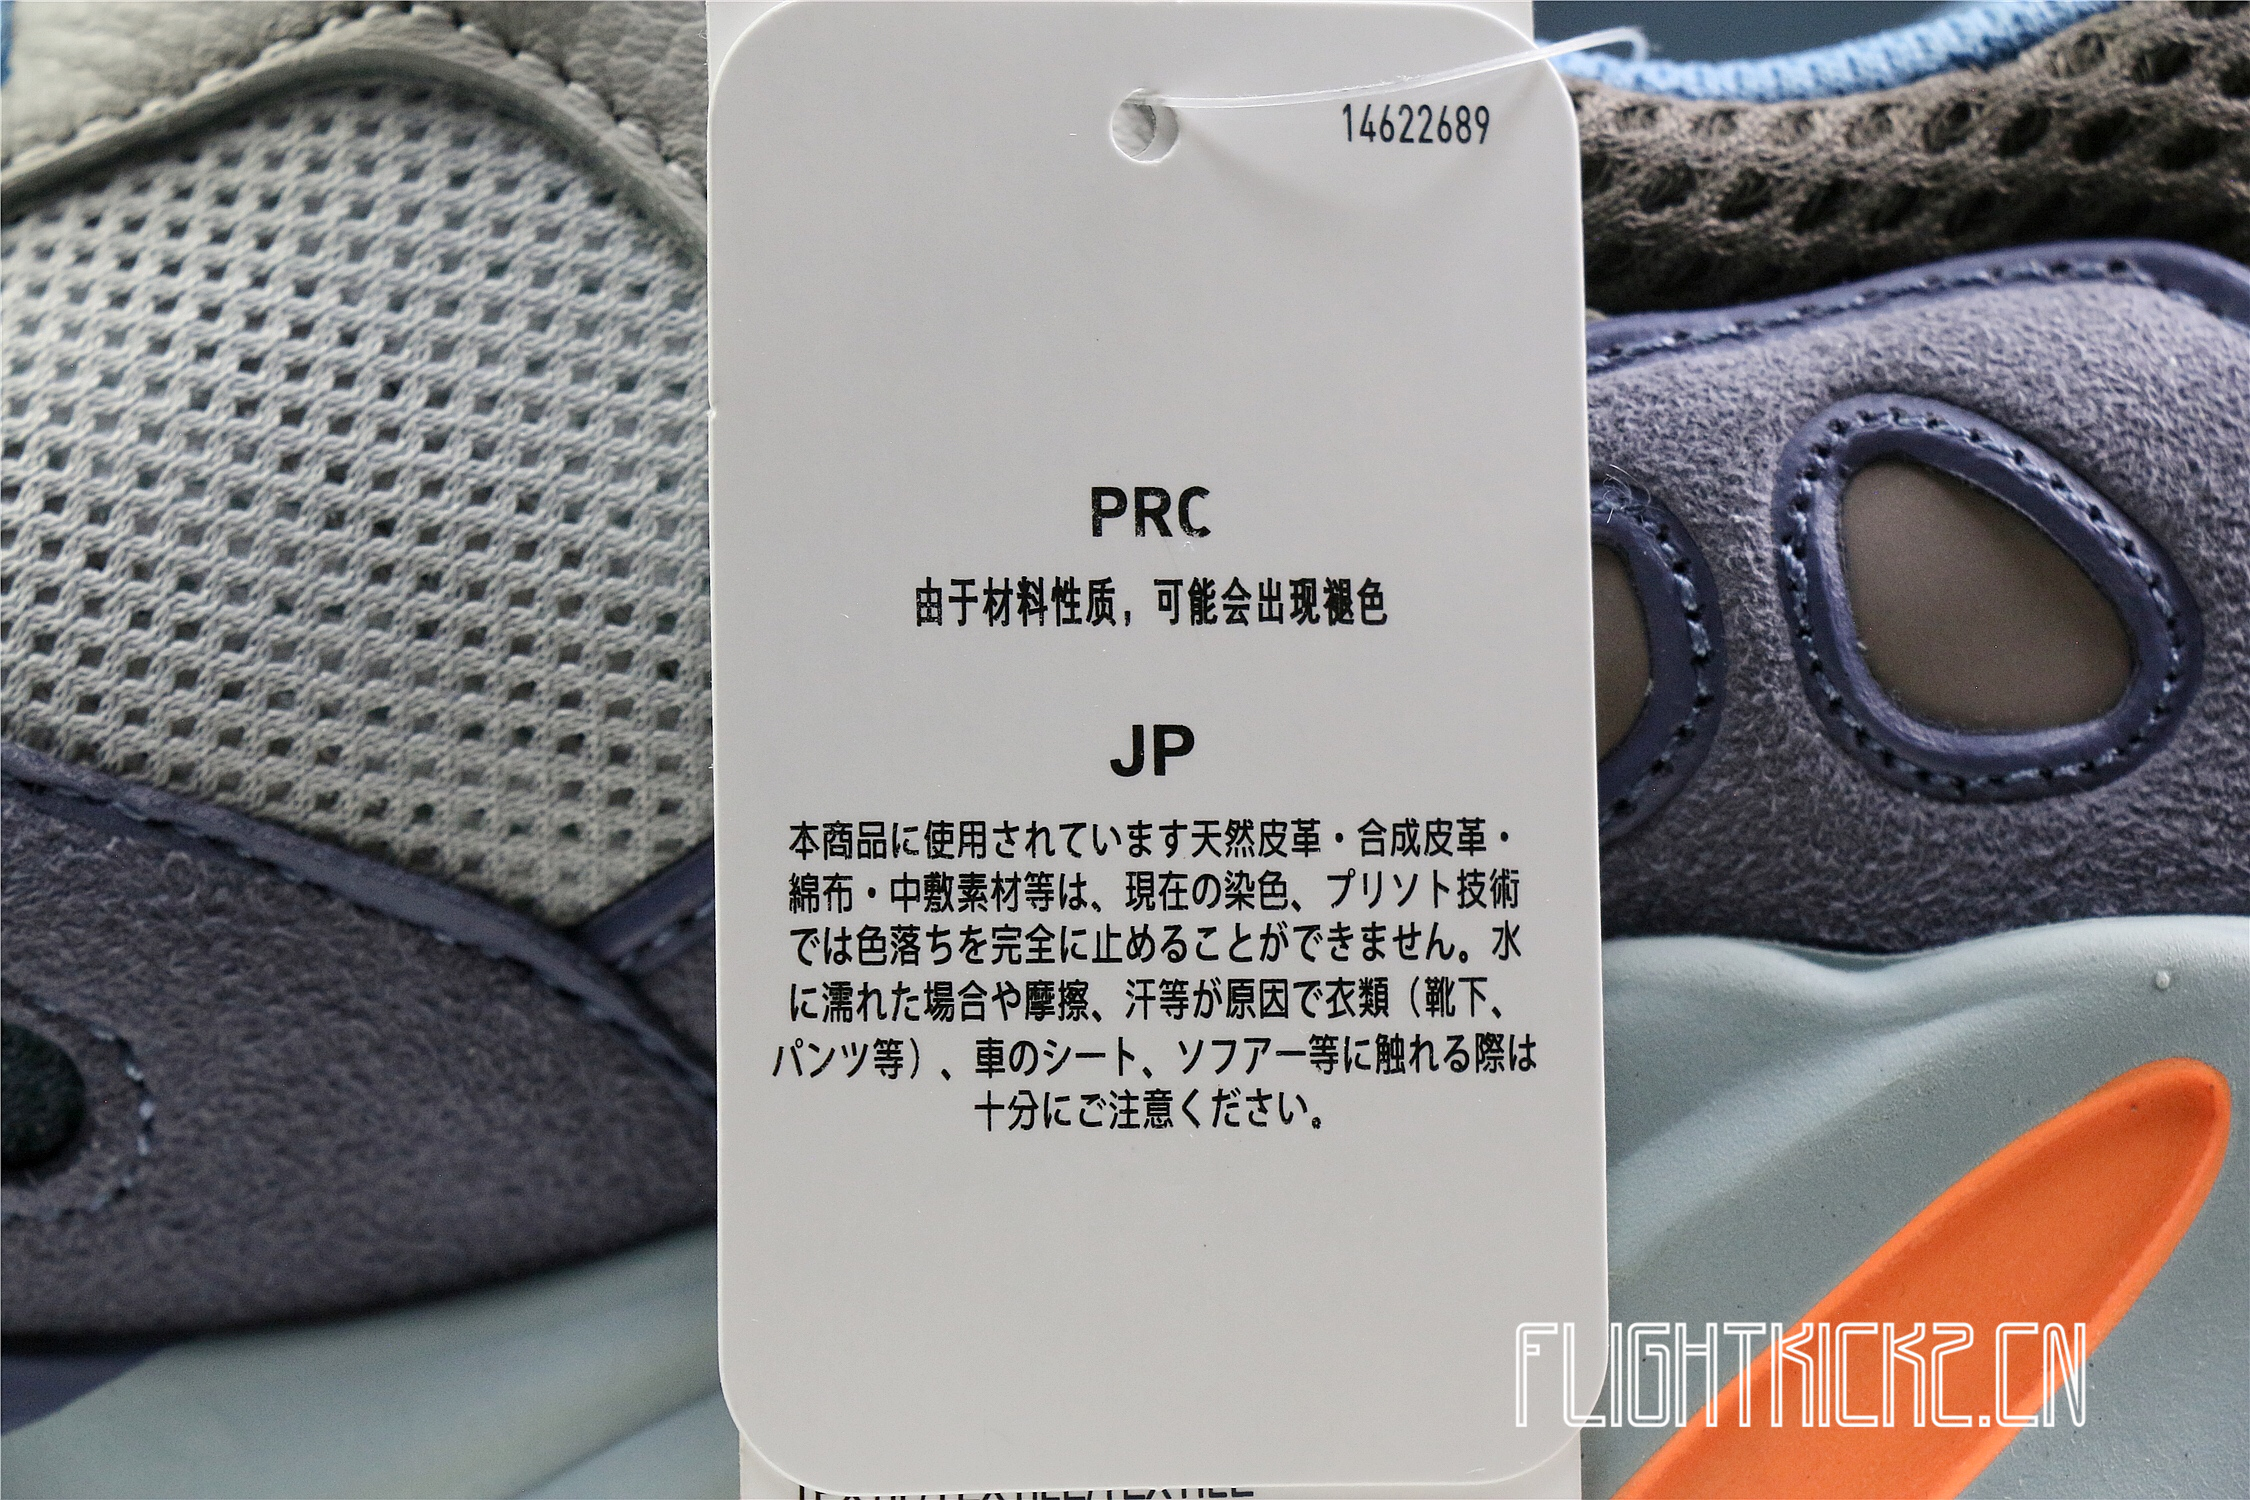 14622689
PRC
由于材料性质，可能会出现褪色
JP
本商品に使用されています天然皮革・合成皮革・
綿布・中敷素材等は、現在の染色、プリソト技術
では色落ちを完全に止めることができません。水
に濡れた場合や摩擦、汗等が原因で衣類（靴下、
パンツ等）、車のシート、ソフアー等に触れる際は
十分にご注意ください。
FLIGHTKICKZ.CN